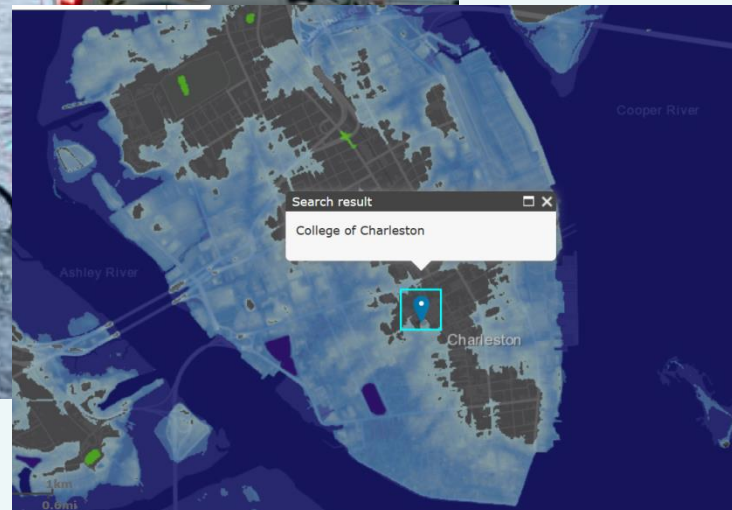 Cooper River
Search result
College of Charleston
Ashley River
Charleston
1km
0.6mi